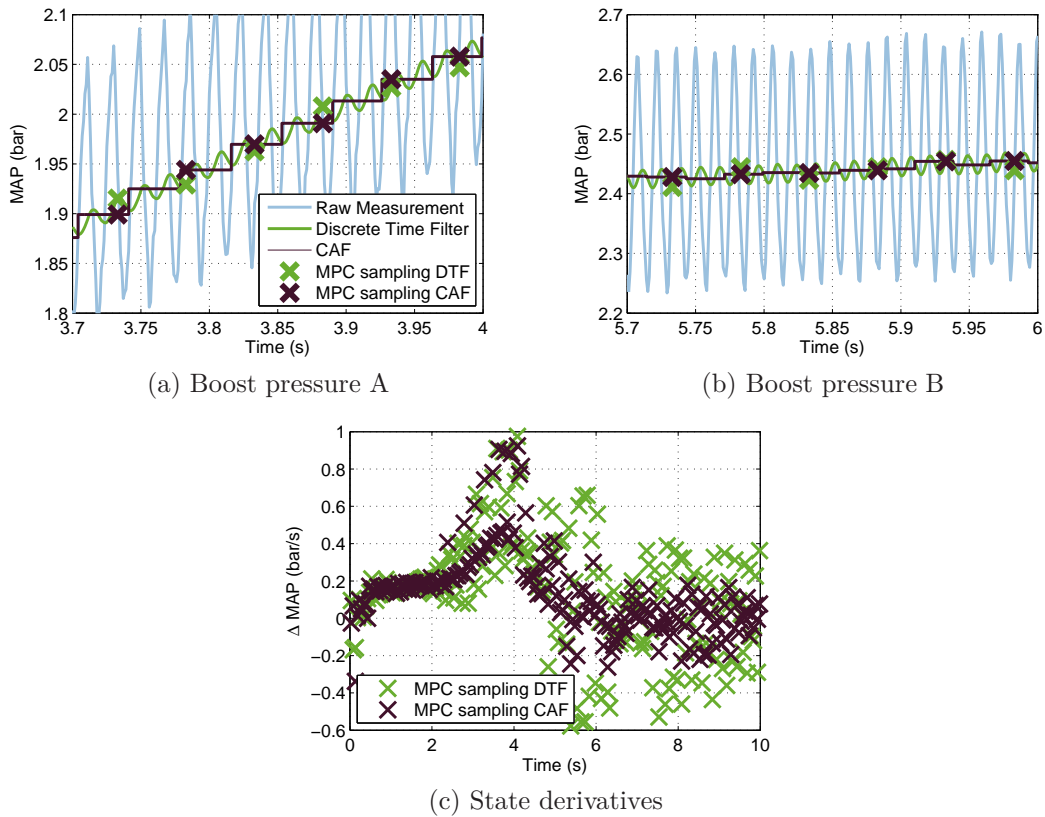 2.1
2.05
2
1.95
1.9
1.85
1.8
MAP (bar)
3.7 3.75 3.8 3.85 3.9 3.95 4
Time (s)
Raw Measurement
Discrete Time Filter
CAF
MPC sampling DTF
MPC sampling CAF
(a) Boost pressure A
2.7
2.6
2.5
2.4
2.3
2.2
MAP (bar)
5.7 5.75 5.8 5.85 5.9 5.95 6
Time (s)
(b) Boost pressure B
1
0.8
0.6
0.4
0.2
0
−0.2
−0.4
−0.6
Δ MAP (bar/s)
MPC sampling DTF
MPC sampling CAF
0 2 4 6 8 10
Time (s)
(c) State derivatives